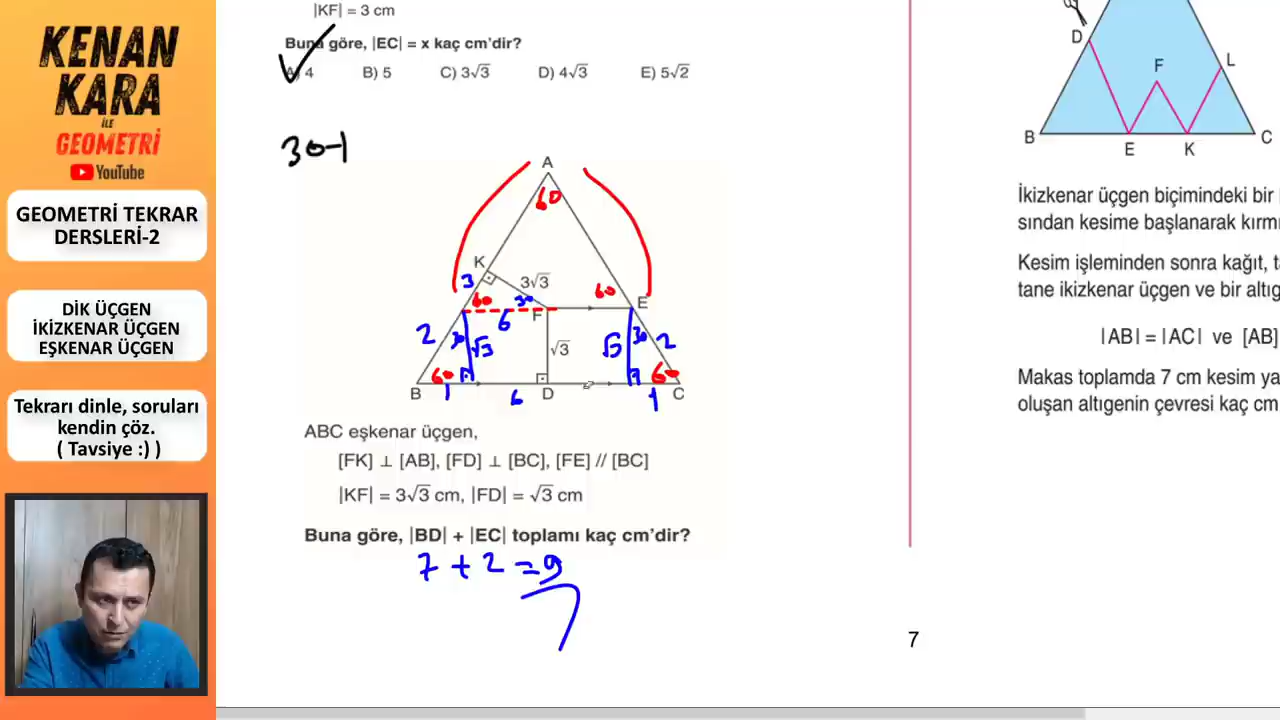 KENAN
KARA
İLE
GEOMETRİ
YouTube
GEOMETRİ TEKRAR
DERSLERİ-2
DİK ÜÇGEN
İKİZKENAR ÜÇGEN
EŞKENAR ÜÇGEN
Tekrarı dinle, soruları
kendin çöz.
( Tavsiye :) )
|KF| = 3 cm
Buna göre, |EC| = x kaç cm'dir?
A) 4 B) 5 C) 3√3 D) 4√3 E) 5√2
A
60
K
3√3
3
60
30
60
E
F
6
2
30
√3
√3
√3
30
2
60
60
B
1
6
D
1
C
ABC eşkenar üçgen,
[FK] ⊥ [AB], [FD] ⊥ [BC], [FE] // [BC]
|KF| = 3√3 cm, |FD| = √3 cm
Buna göre, |BD| + |EC| toplamı kaç cm'dir?
7 + 2 = 9
7
D
L
F
B
E
K
C
İkizkenar üçgen biçimindeki bir
sından kesime başlanarak kırmı
Kesim işleminden sonra kağıt,
tane ikizkenar üçgen ve bir altıg
|AB| = |AC| ve [AB]
Makas toplamda 7 cm kesim ya
oluşan altıgenin çevresi kaç cm